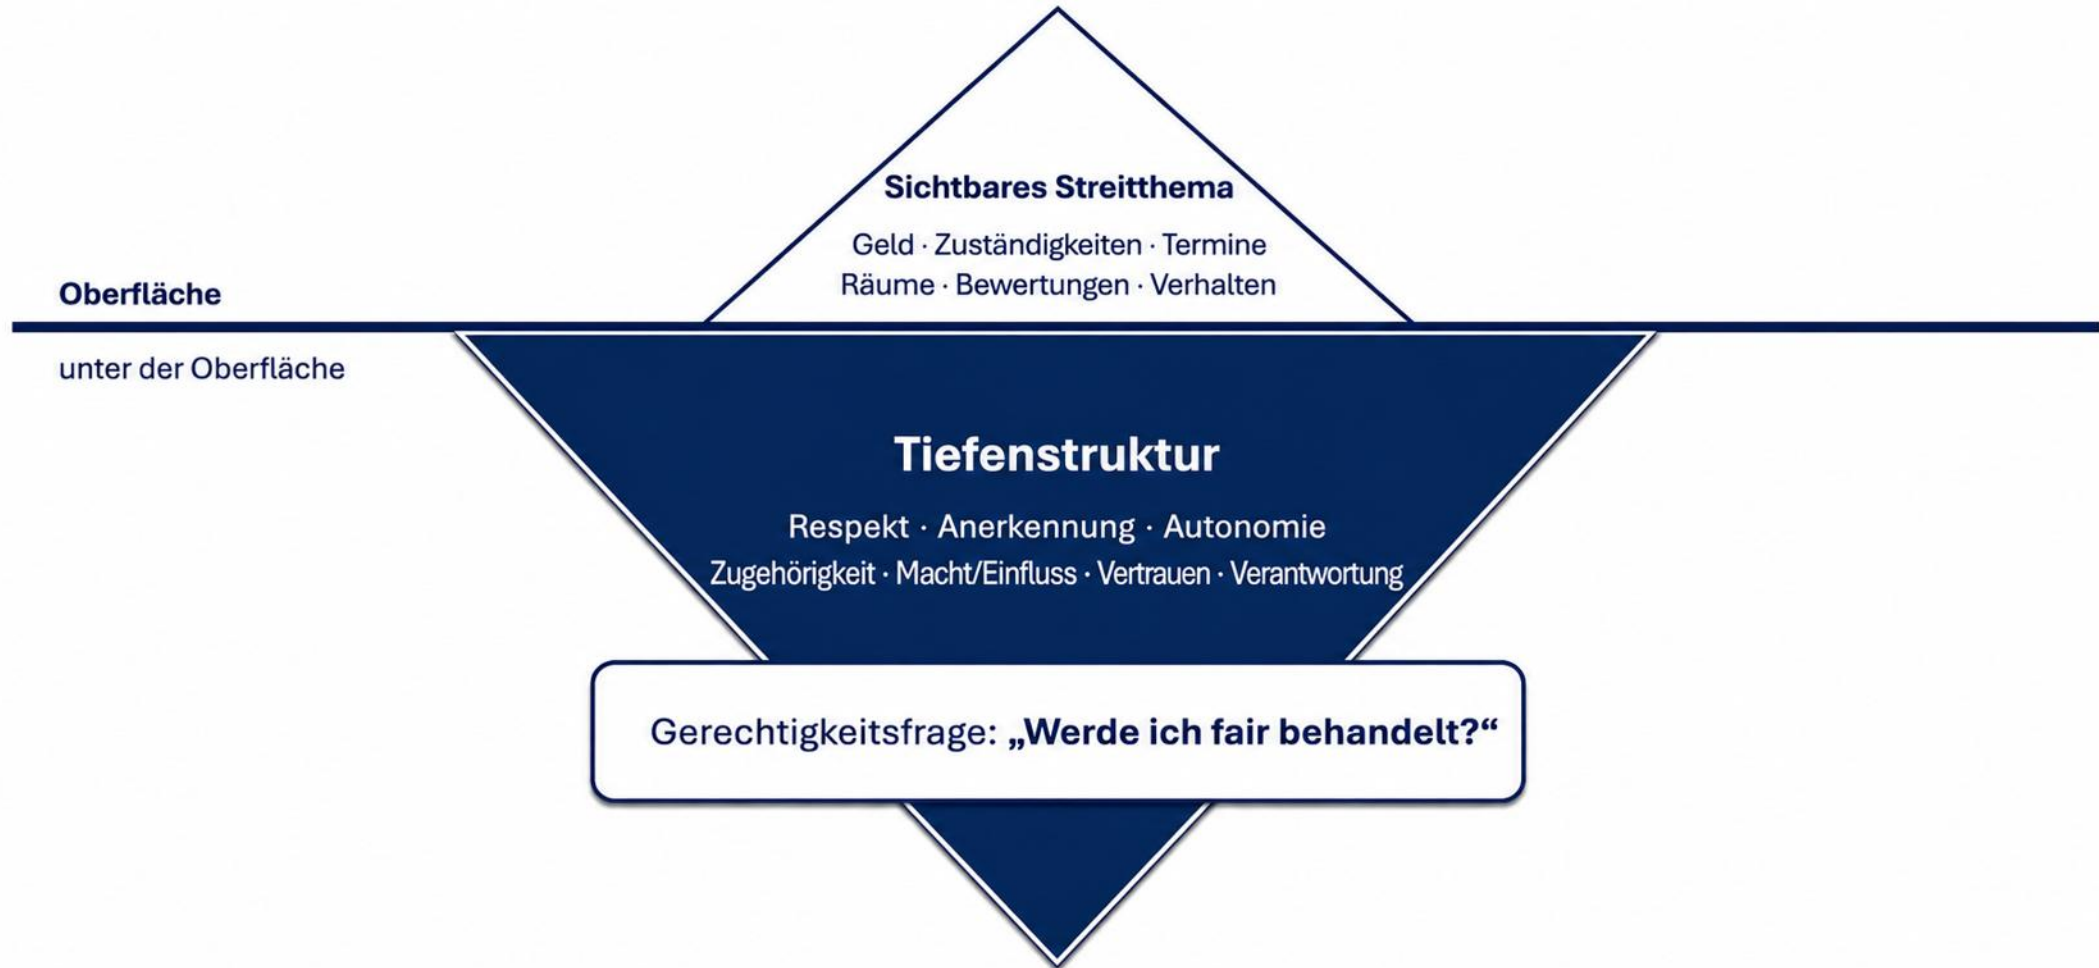 Sichtbares Streitthema
Geld · Zuständigkeiten · Termine
Räume · Bewertungen · Verhalten
Oberfläche
unter der Oberfläche
Tiefenstruktur
Respekt · Anerkennung · Autonomie
Zugehörigkeit · Macht/Einfluss · Vertrauen · Verantwortung
Gerechtigkeitsfrage: „Werde ich fair behandelt?“